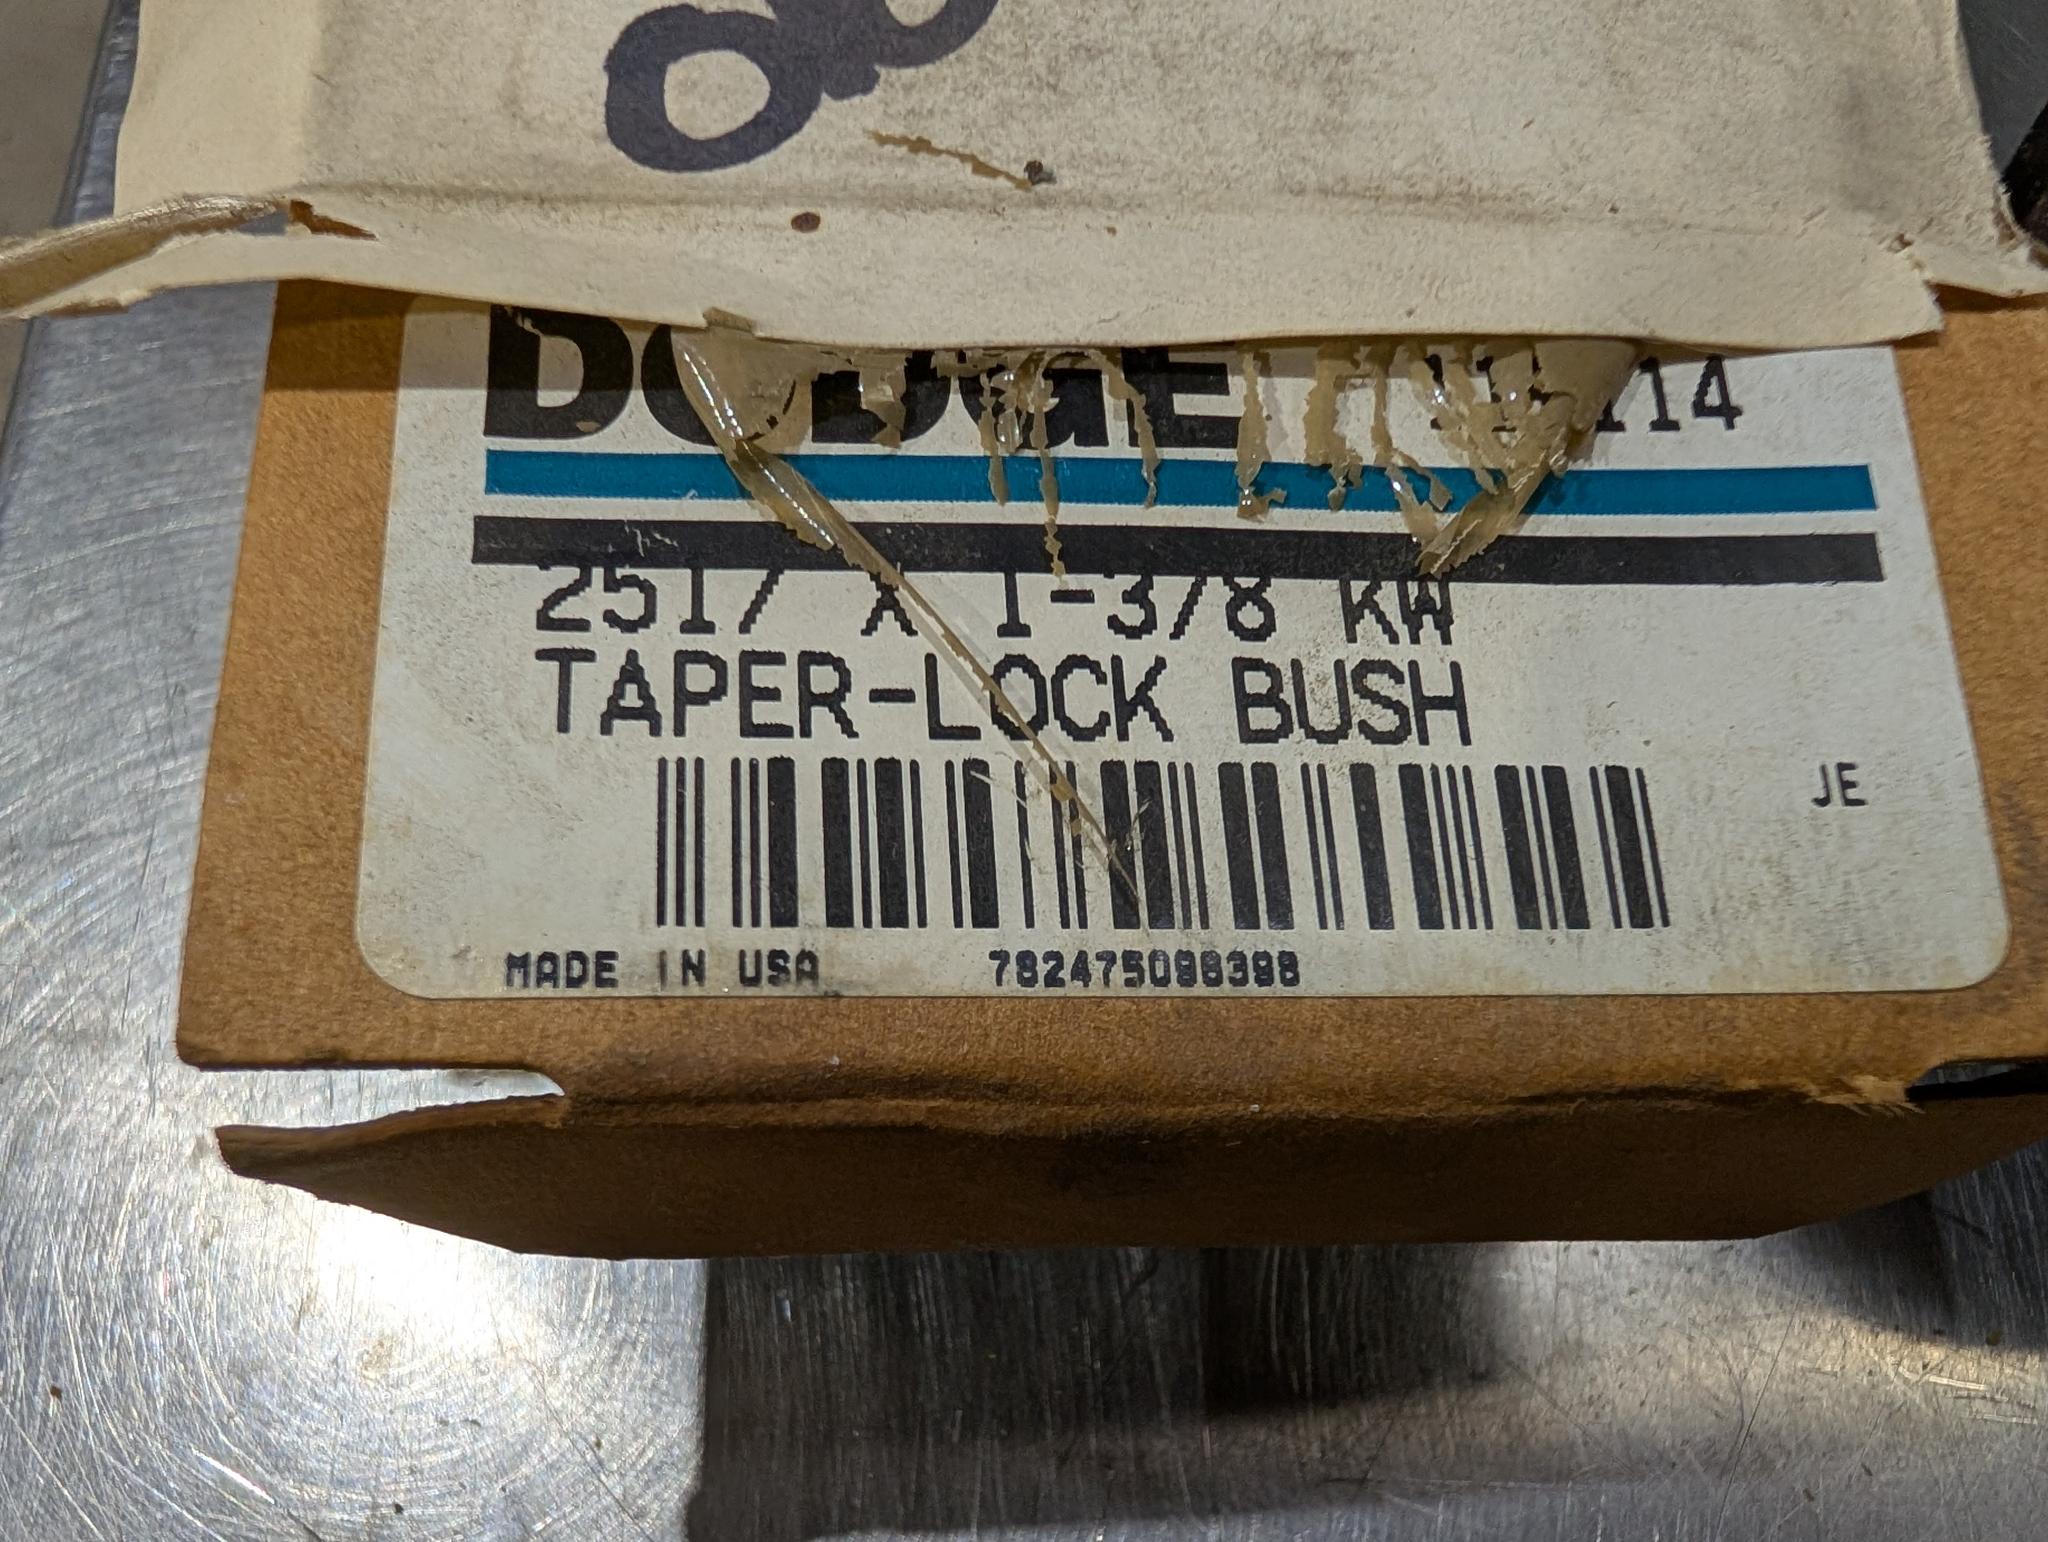 DODGE
2517 x 1-3/8 KW
TAPER-LOCK BUSH
JE
MADE IN USA 782475098398